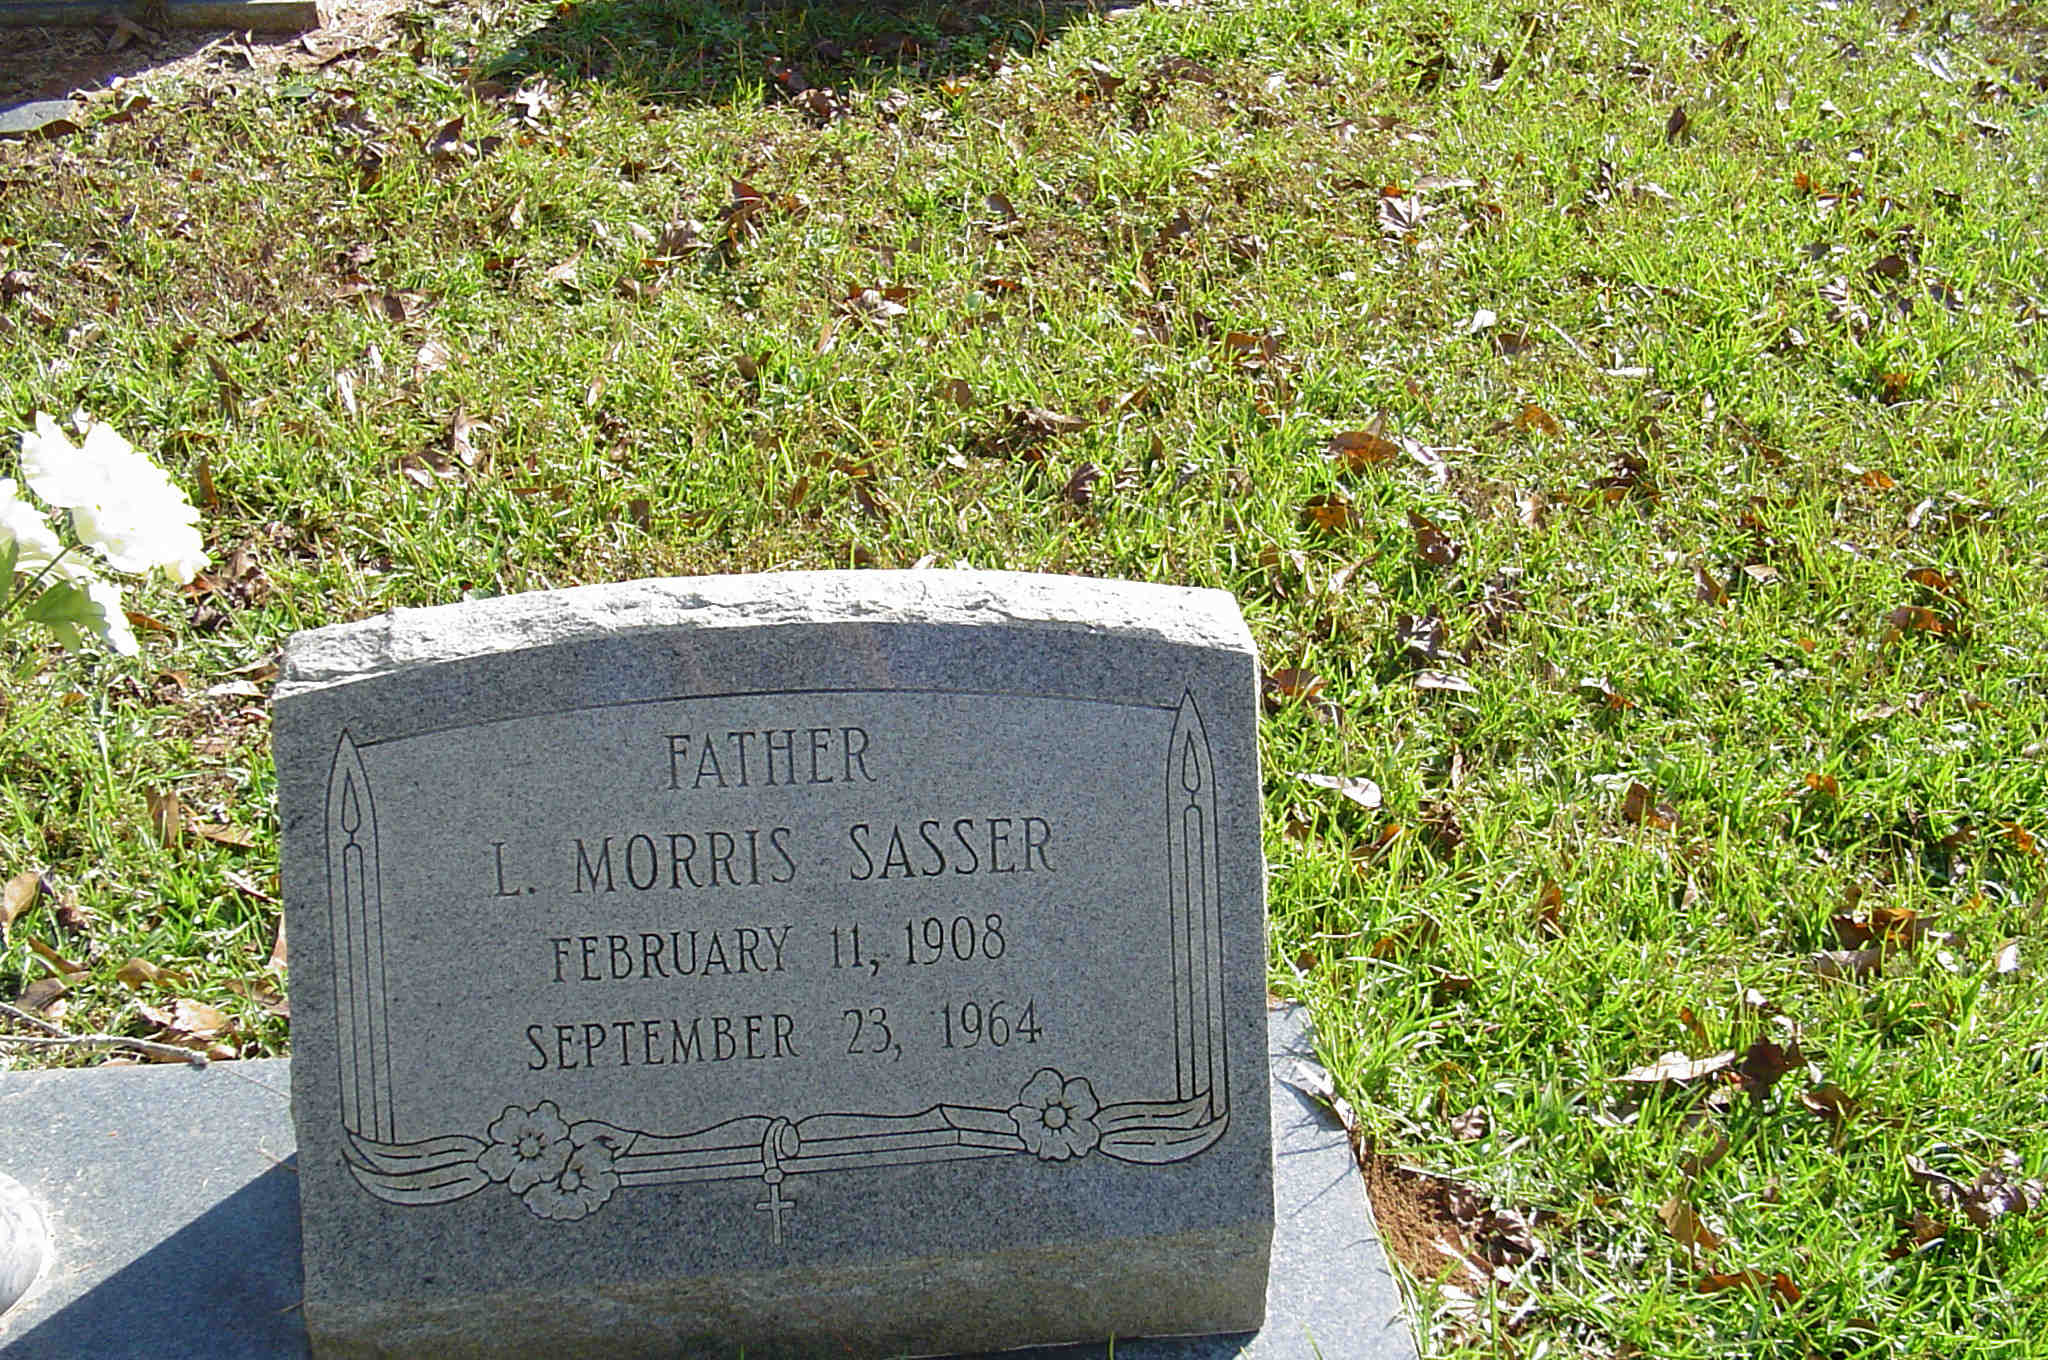 FATHER
L. MORRIS SASSER
FEBRUARY 11, 1908
SEPTEMBER 23, 1964